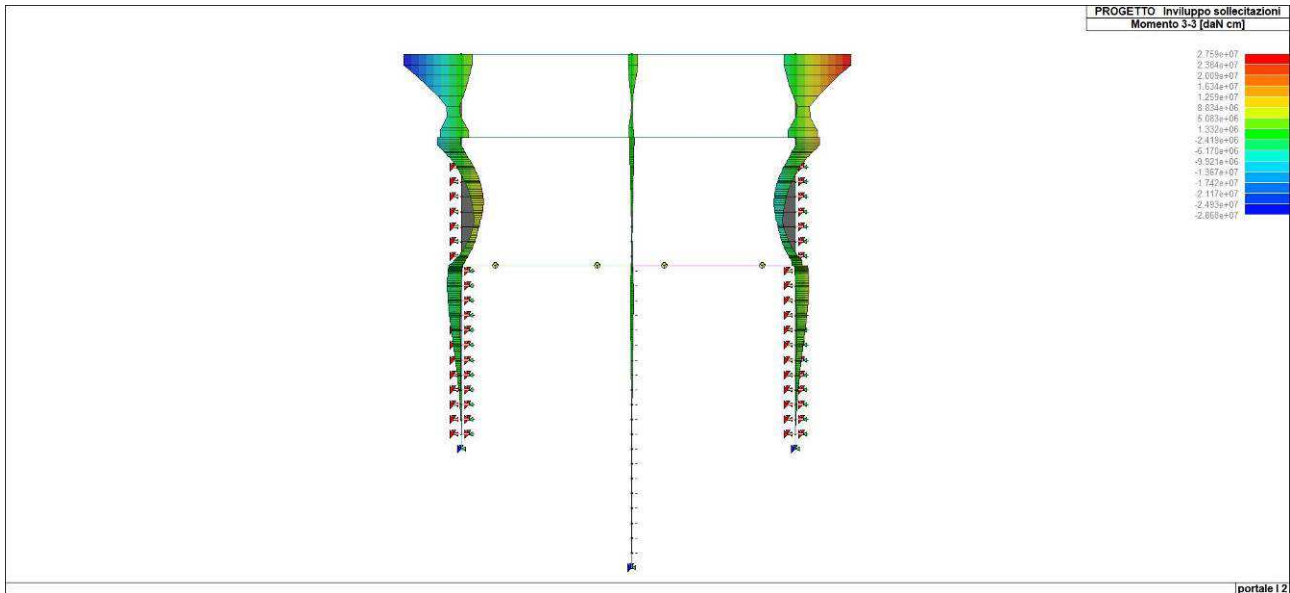 PROGETTO Inviluppo sollecitazioni
Momento 3-3 [daN cm]
2.759e+07
2.384e+07
2.009e+07
1.634e+07
1.259e+07
8.834e+06
5.083e+06
1.332e+06
-2.419e+06
-6.170e+06
-9.921e+06
-1.367e+07
-1.742e+07
-2.117e+07
-2.493e+07
-2.868e+07
portale l 2